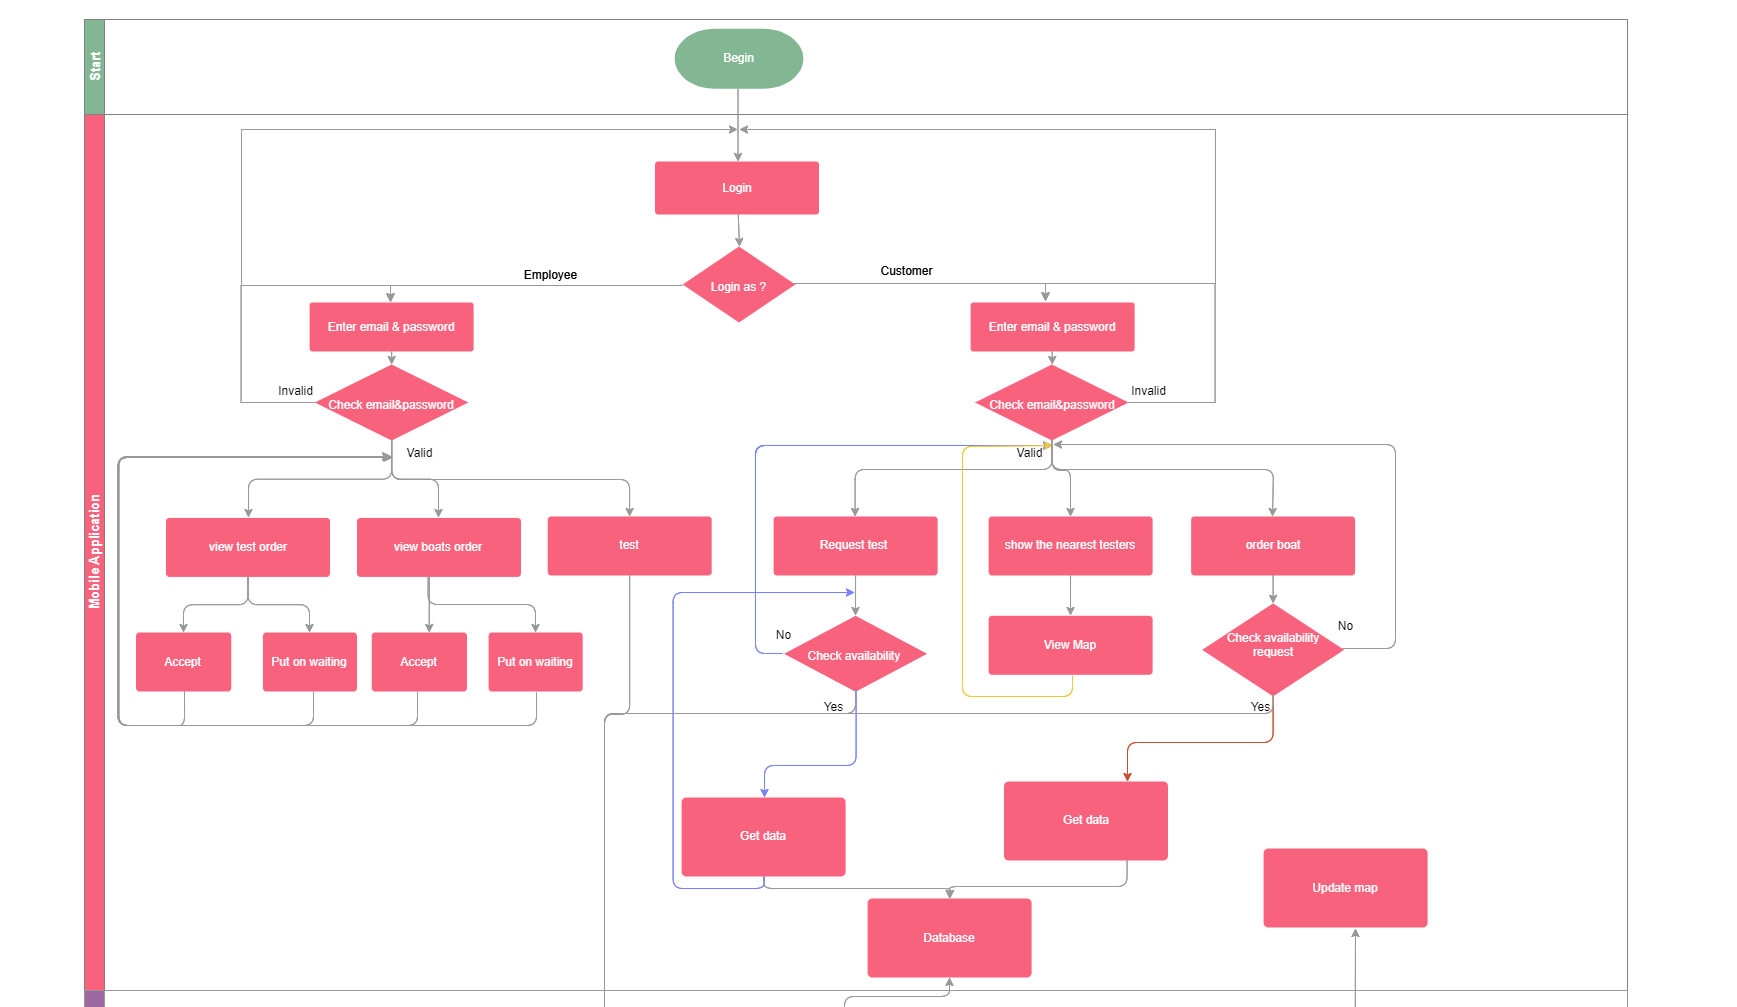 Start
Begin
Mobile Application
Login
Login as ?
Employee
Customer
Enter email & password
Enter email & password
Invalid
Check email&password
Check email&password
Invalid
Valid
Valid
view test order
view boats order
test
Request test
show the nearest testers
order boat
Accept
Put on waiting
Accept
Put on waiting
No
Check availability
View Map
Check availability
request
No
Yes
Yes
Get data
Get data
Update map
Database